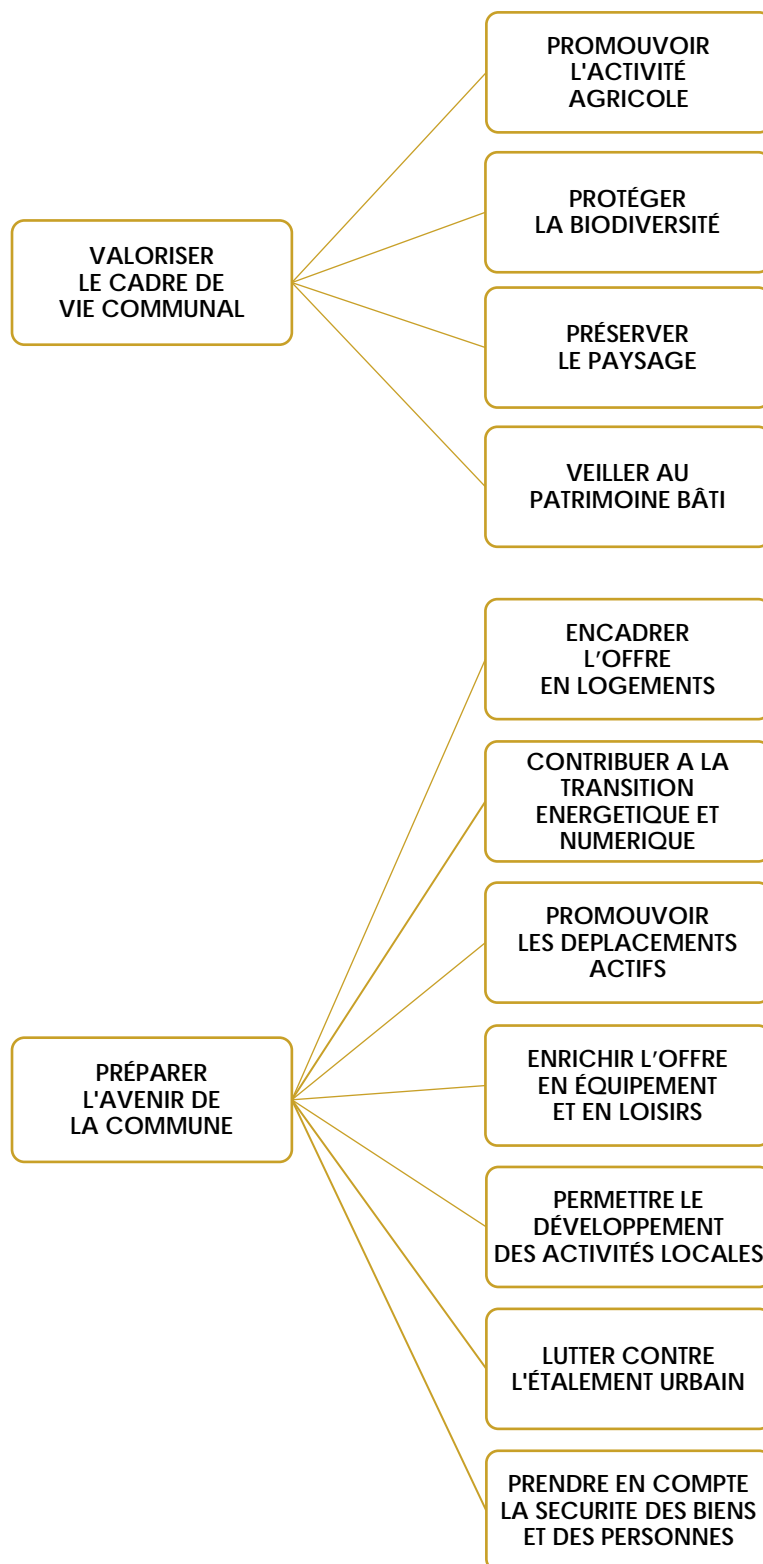 VALORISER
LE CADRE DE
VIE COMMUNAL
PROMOUVOIR
L'ACTIVITÉ
AGRICOLE
PROTÉGER
LA BIODIVERSITÉ
PRÉSERVER
LE PAYSAGE
VEILLER AU
PATRIMOINE BÂTI
PRÉPARER
L'AVENIR DE
LA COMMUNE
ENCADRER
L’OFFRE
EN LOGEMENTS
CONTRIBUER A LA
TRANSITION
ENERGETIQUE ET
NUMERIQUE
PROMOUVOIR
LES DEPLACEMENTS
ACTIFS
ENRICHIR L’OFFRE
EN ÉQUIPEMENT
ET EN LOISIRS
PERMETTRE LE
DÉVELOPPEMENT
DES ACTIVITÉS LOCALES
LUTTER CONTRE
L'ÉTALEMENT URBAIN
PRENDRE EN COMPTE
LA SECURITE DES BIENS
ET DES PERSONNES